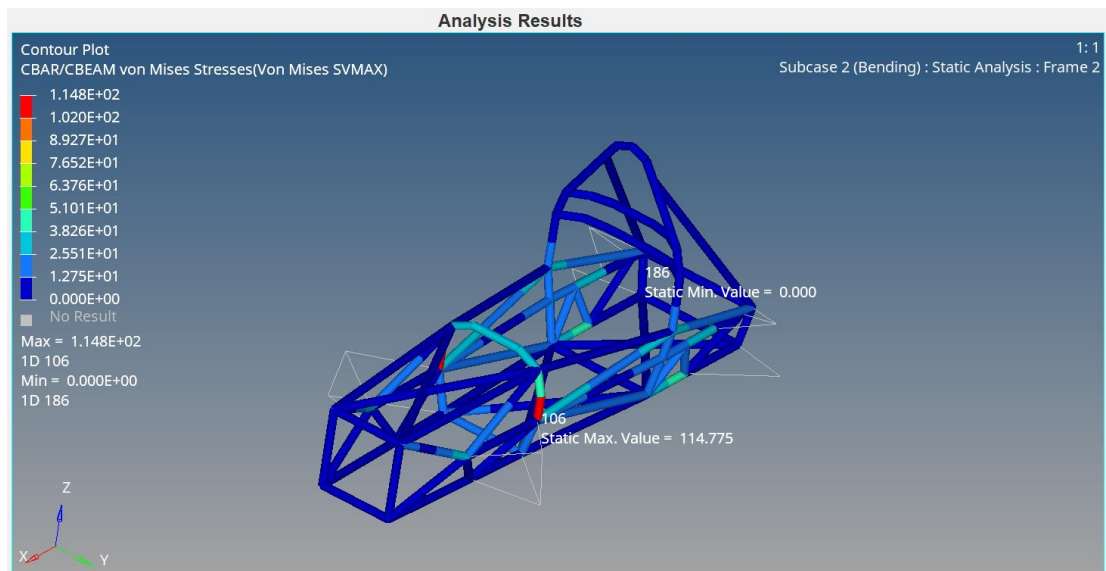 Analysis Results
Contour Plot
CBAR/CBEAM von Mises Stresses(Von Mises SVMAX)
1: 1
Subcase 2 (Bending) : Static Analysis : Frame 2
1.148E+02
1.020E+02
8.927E+01
7.652E+01
6.376E+01
5.101E+01
3.826E+01
2.551E+01
1.275E+01
0.000E+00
No Result
Max = 1.148E+02
1D 106
Min = 0.000E+00
1D 186
186
Static Min. Value = 0.000
106
Static Max. Value = 114.775
Z
X
Y